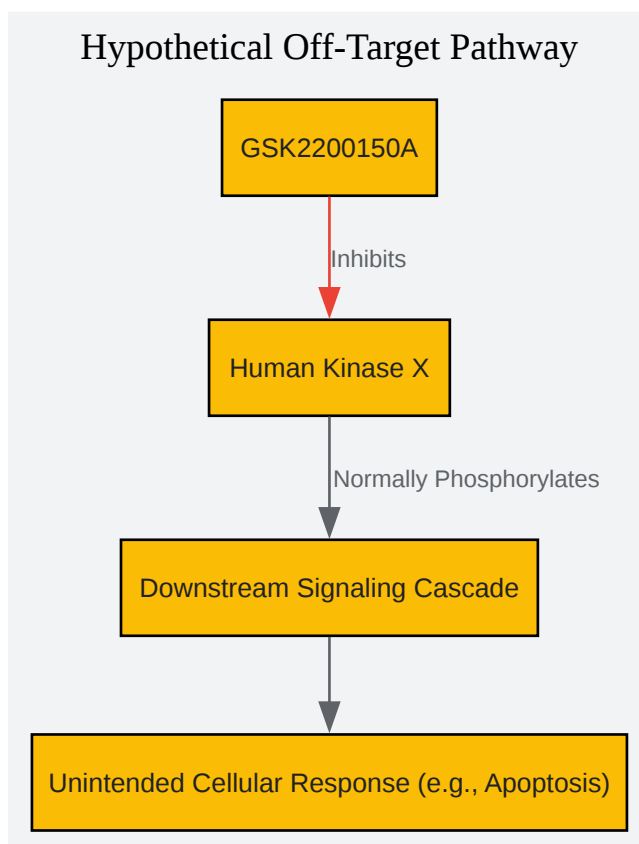 Hypothetical Off-Target Pathway
GSK2200150A
Inhibits
Human Kinase X
Normally Phosphorylates
Downstream Signaling Cascade
Unintended Cellular Response (e.g., Apoptosis)